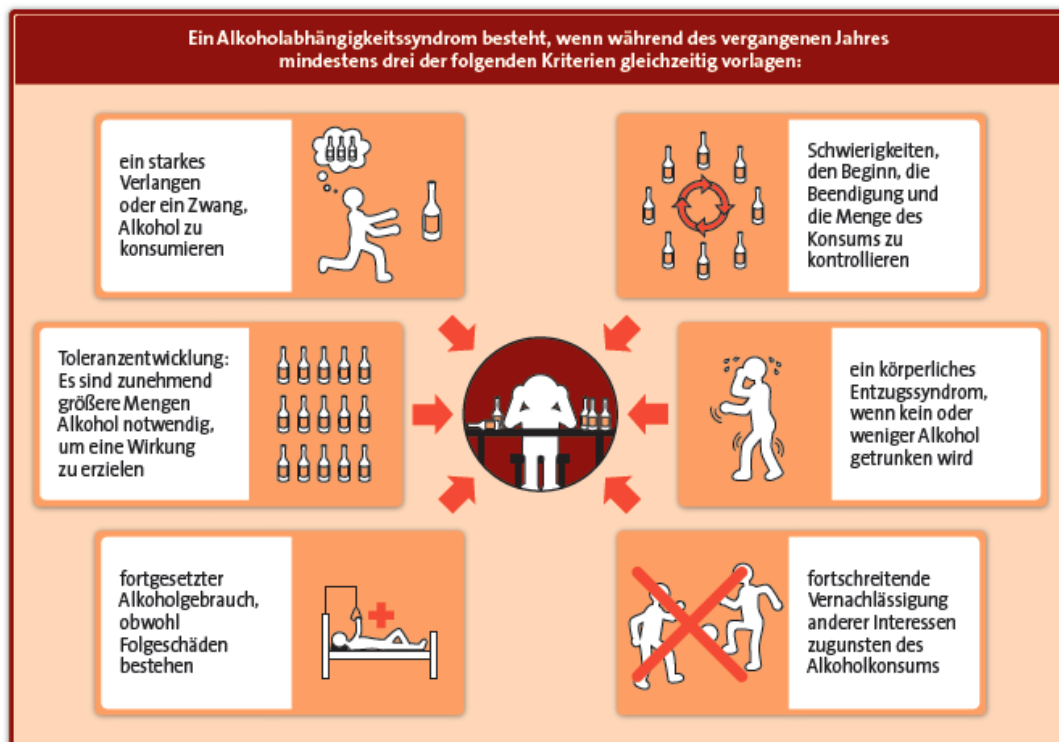 Ein Alkoholabhängigkeitssyndrom besteht, wenn während des vergangenen Jahres
mindestens drei der folgenden Kriterien gleichzeitig vorlagen:
ein starkes
Verlangen
oder ein Zwang,
Alkohol zu
konsumieren
Schwierigkeiten,
den Beginn, die
Beendigung und
die Menge des
Konsums zu
kontrollieren
Toleranzentwicklung:
Es sind zunehmend
größere Mengen
Alkohol notwendig,
um eine Wirkung
zu erzielen
ein körperliches
Entzugssyndrom,
wenn kein oder
weniger Alkohol
getrunken wird
fortgesetzter
Alkoholgebrauch,
obwohl
Folgeschäden
bestehen
fortschreitende
Vernachlässigung
anderer Interessen
zugunsten des
Alkoholkonsums